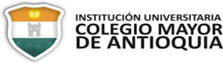 INSTITUCIÓN UNIVERSITARIA
COLEGIO MAYOR
DE ANTIOQUIA